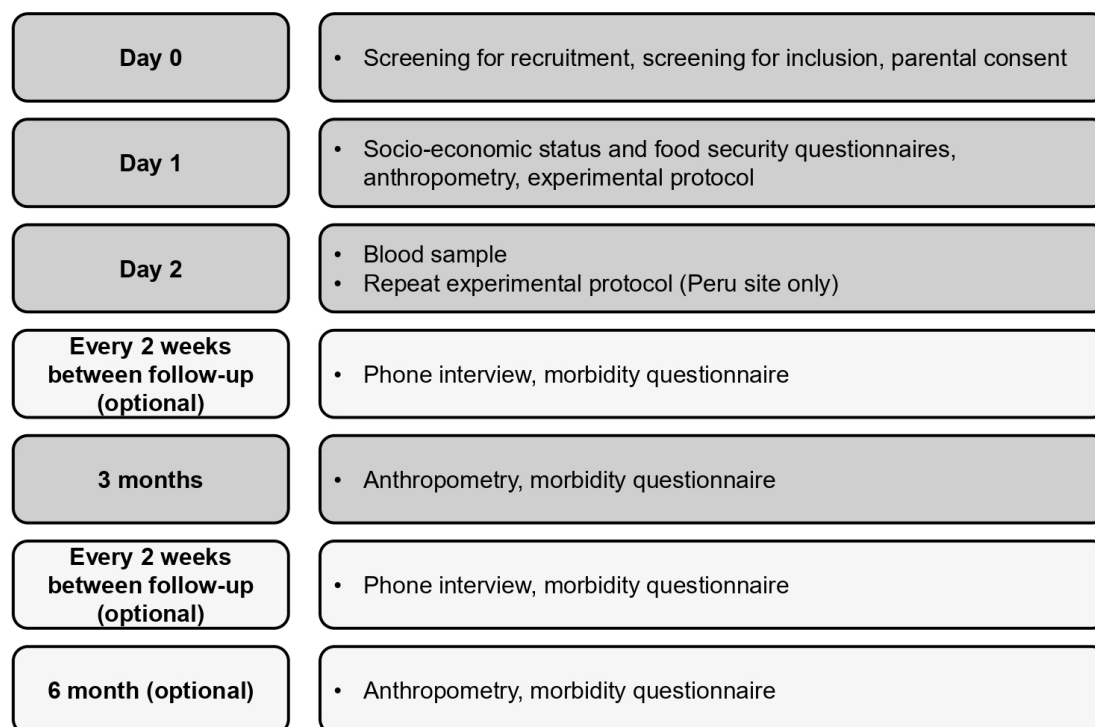 Day 0
• Screening for recruitment, screening for inclusion, parental consent
Day 1
• Socio-economic status and food security questionnaires,
anthropometry, experimental protocol
Day 2
• Blood sample
• Repeat experimental protocol (Peru site only)
Every 2 weeks
between follow-up
(optional)
• Phone interview, morbidity questionnaire
3 months
• Anthropometry, morbidity questionnaire
Every 2 weeks
between follow-up
(optional)
• Phone interview, morbidity questionnaire
6 month (optional)
• Anthropometry, morbidity questionnaire